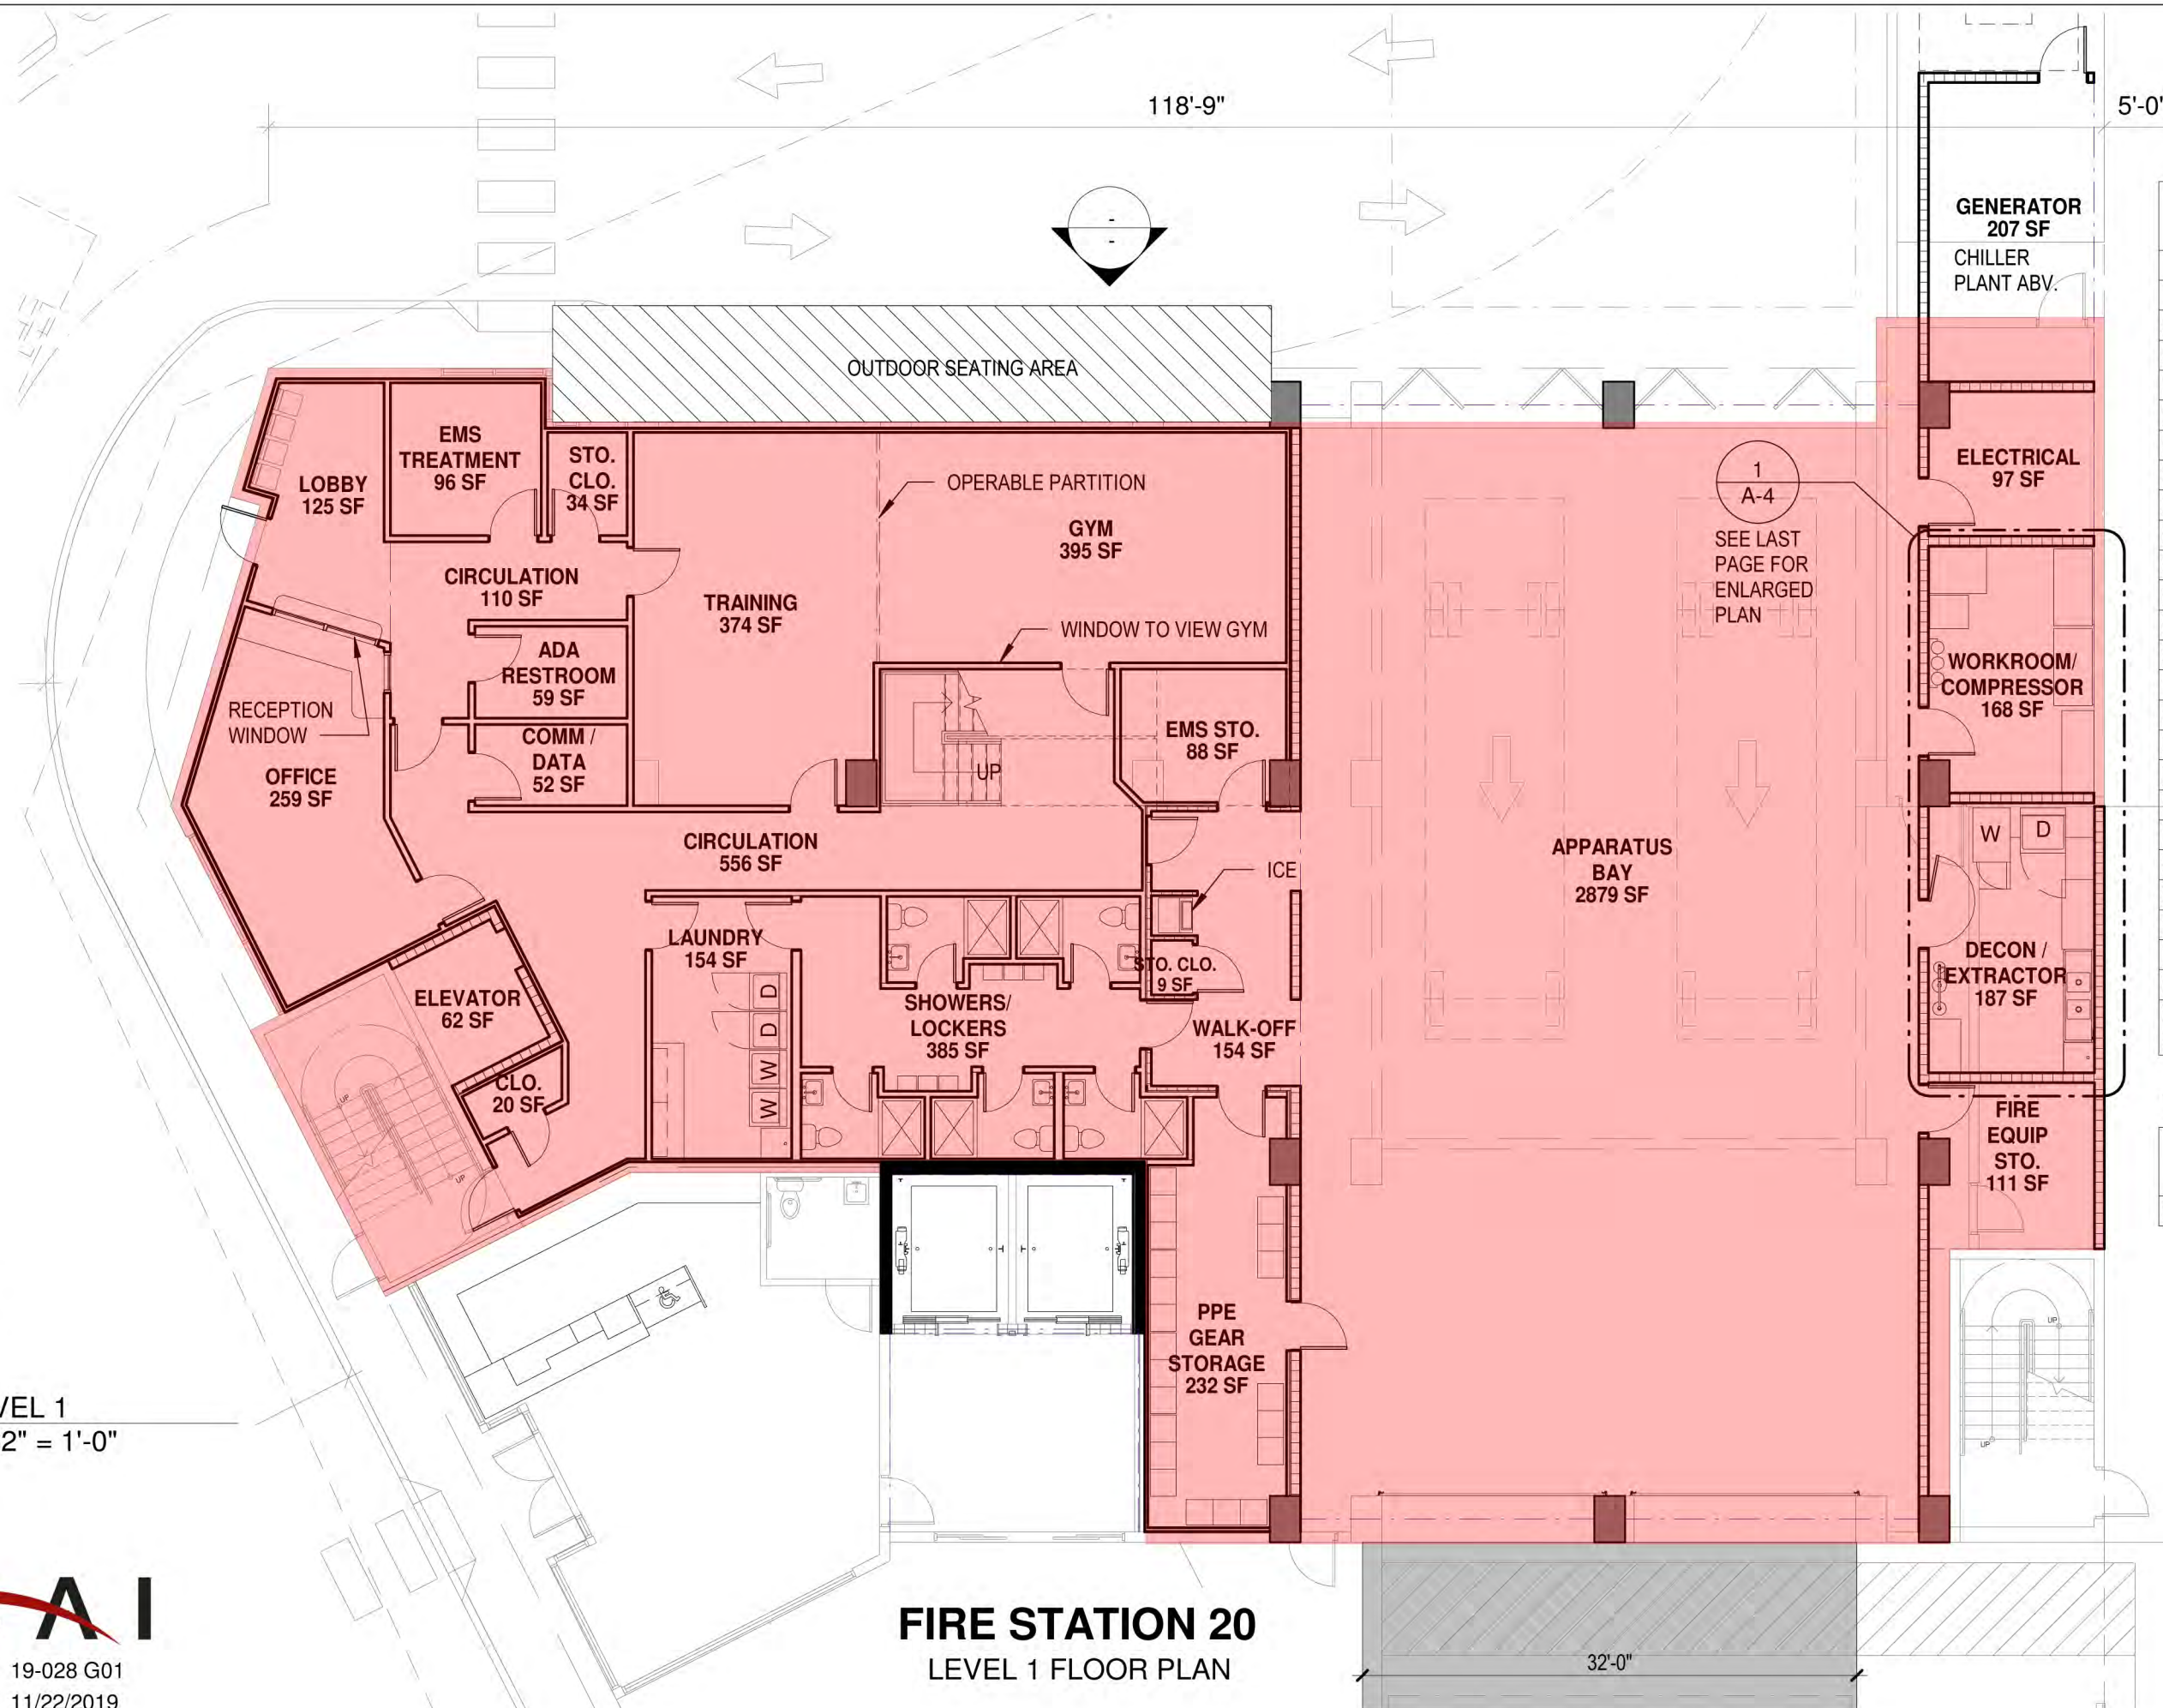 118'-9"
5'-0"
GENERATOR
207 SF
CHILLER
PLANT ABV.
OUTDOOR SEATING AREA
LOBBY
125 SF
EMS
TREATMENT
96 SF
STO.
CLO.
34 SF
OPERABLE PARTITION
GYM
395 SF
1
A-4
SEE LAST
PAGE FOR
ENLARGED
PLAN
ELECTRICAL
97 SF
CIRCULATION
110 SF
TRAINING
374 SF
WINDOW TO VIEW GYM
ADA
RESTROOM
59 SF
WORKROOM/
COMPRESSOR
168 SF
RECEPTION
WINDOW
COMM /
DATA
52 SF
EMS STO.
88 SF
UP
OFFICE
259 SF
CIRCULATION
556 SF
ICE
APPARATUS
BAY
2879 SF
W
D
LAUNDRY
154 SF
D
D
W
W
STO. CLO.
9 SF
DECON /
EXTRACTOR
187 SF
ELEVATOR
62 SF
SHOWERS/
LOCKERS
385 SF
WALK-OFF
154 SF
CLO.
20 SF
UP
UP
FIRE
EQUIP
STO.
111 SF
PPE
GEAR
STORAGE
232 SF
UP
UP
VEL 1
2" = 1'-0"
A I
19-028 G01
11/22/2019
FIRE STATION 20
LEVEL 1 FLOOR PLAN
32'-0"